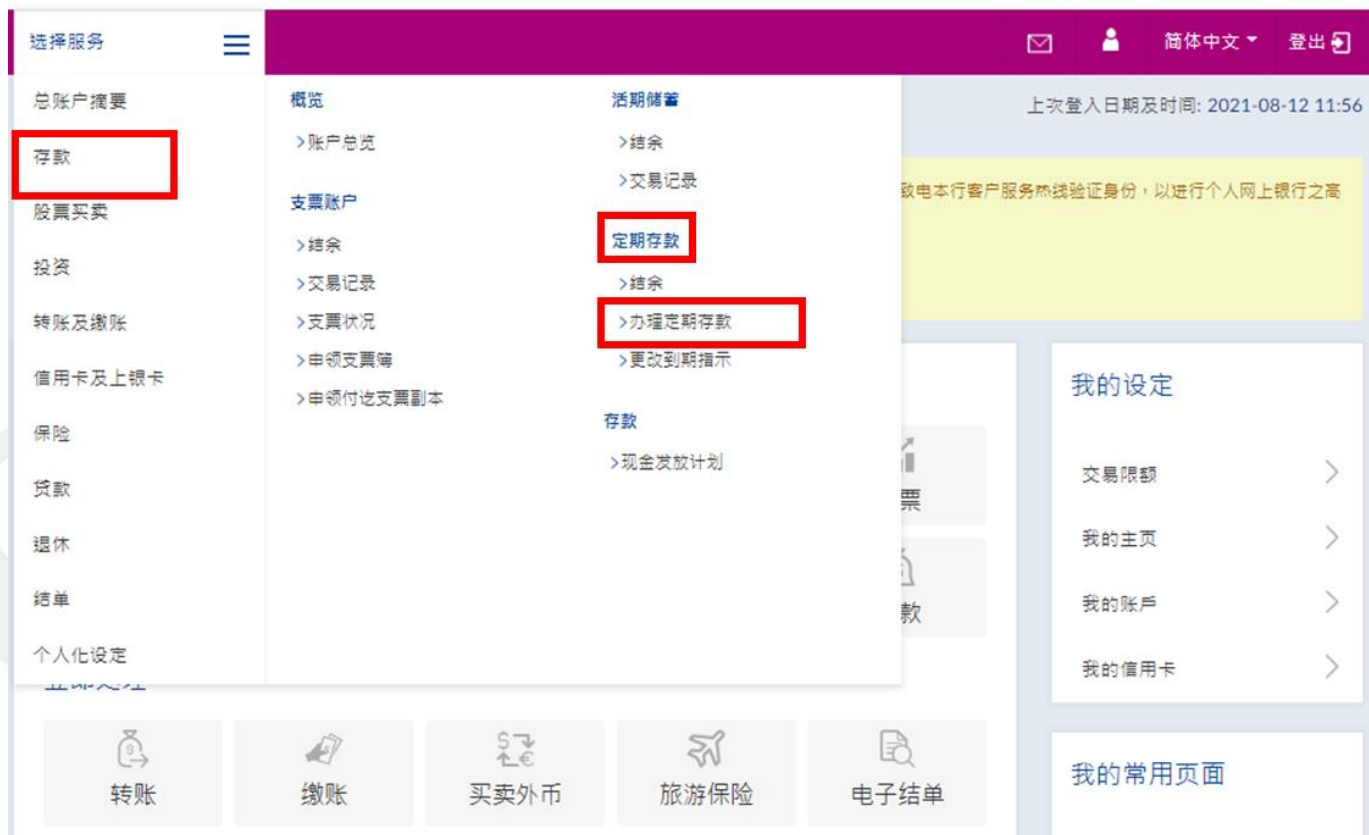 选择服务
简体中文
登出
总账户摘要
存款
股票买卖
投资
转账及缴账
信用卡及上银卡
保险
贷款
退休
结单
个人化设定
概览
>账户总览
支票账户
>结余
>交易记录
>支票状况
>申领支票簿
>申领付讫支票副本
活期储蓄
>结余
>交易记录
定期存款
>结余
>办理定期存款
>更改到期指示
存款
>现金发放计划
上次登入日期及时间: 2021-08-12 11:56
致电本行客户服务热线验证身份，以进行个人网上银行之高
票
款
我的设定
交易限额
我的主页
我的账戶
我的信用卡
转账
缴账
买卖外币
旅游保险
电子结单
我的常用页面